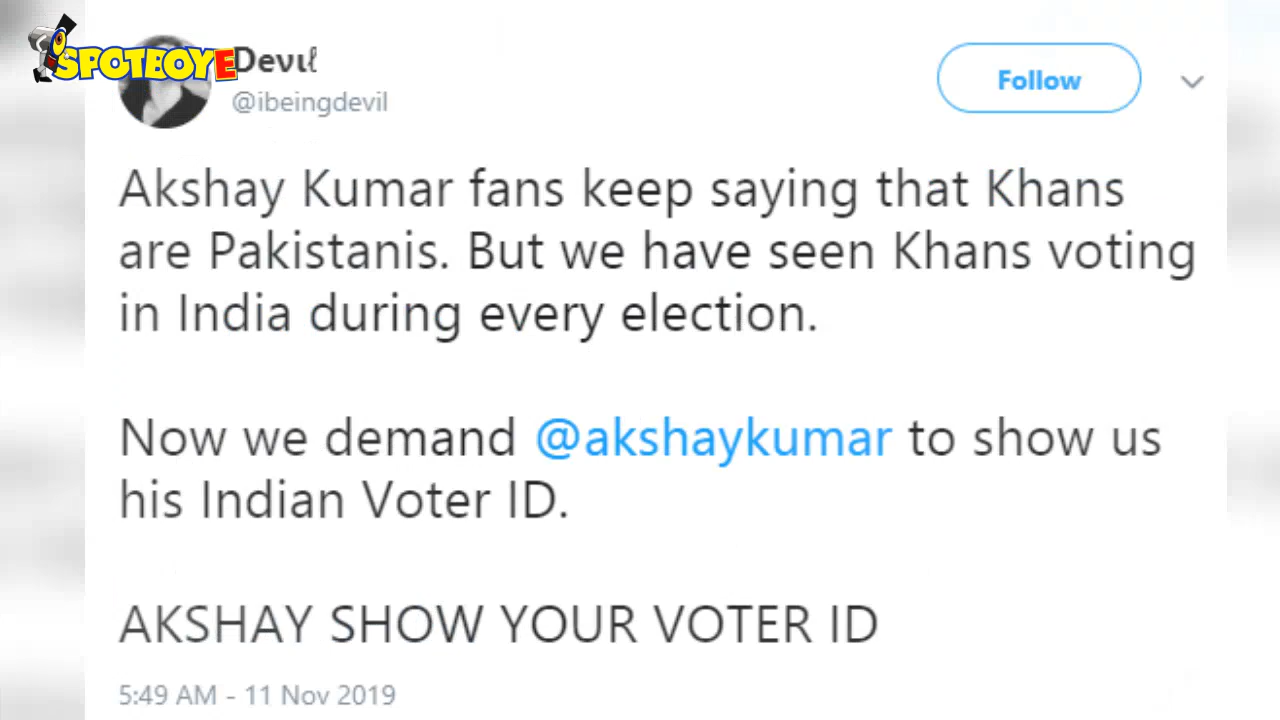 SPOTBOYE
Devιℓ
@ibeingdevil
Follow
Akshay Kumar fans keep saying that Khans
are Pakistanis. But we have seen Khans voting
in India during every election.
Now we demand @akshaykumar to show us
his Indian Voter ID.
AKSHAY SHOW YOUR VOTER ID
5:49 AM - 11 Nov 2019